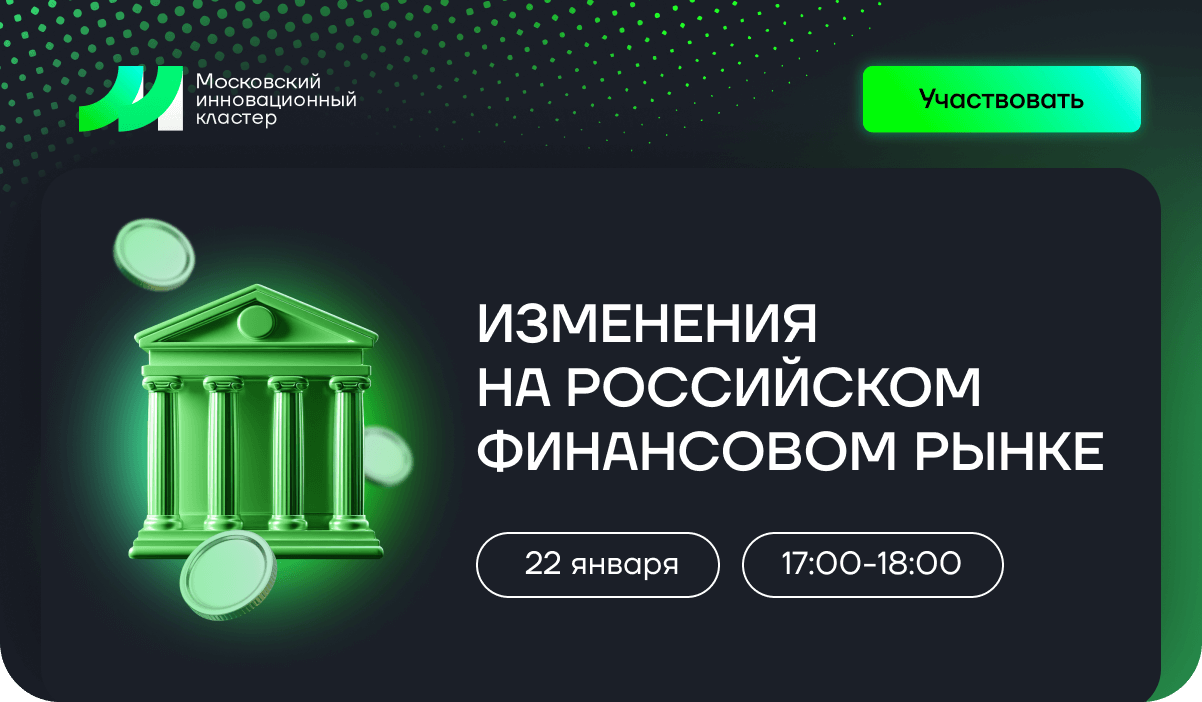 Московский
инновационный
кластер
Участвовать
ИЗМЕНЕНИЯ
НА РОССИЙСКОМ
ФИНАНСОВОМ РЫНКЕ
22 января
17:00-18:00